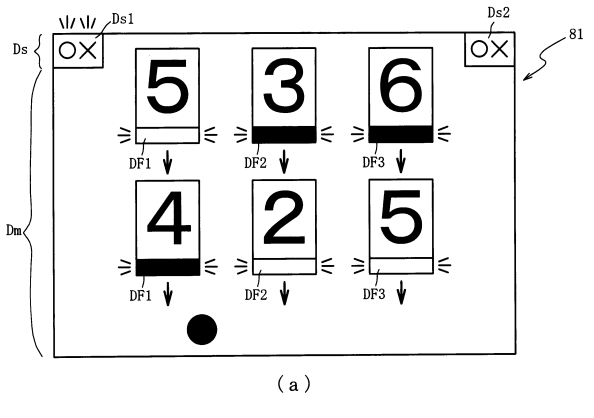 Ds1
Ds2
81
Ds
○×
○×
5 3 6
DF1 DF2 DF3
Dm
4 2 5
DF1 DF2 DF3
(a)